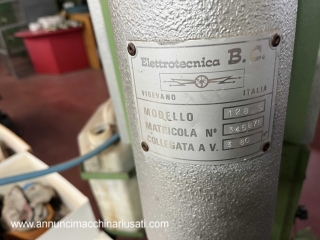 Elettrotecnica B.C.
VIGEVANO ITALIA
MODELLO
MATRICOLA N°
COLLEGATA A V.
www.annuncimacchinariusati.com